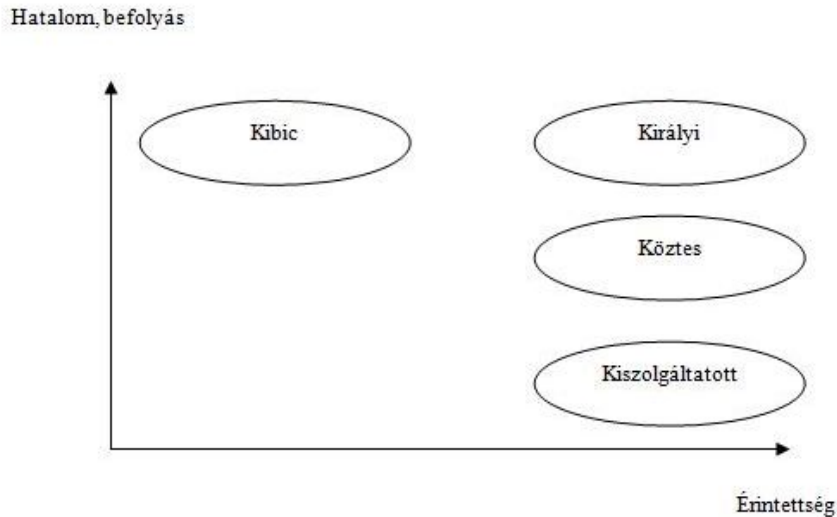 Hatalom, befolyás
Kibic
Királyi
Köztes
Kiszolgáltatott
Érintettség